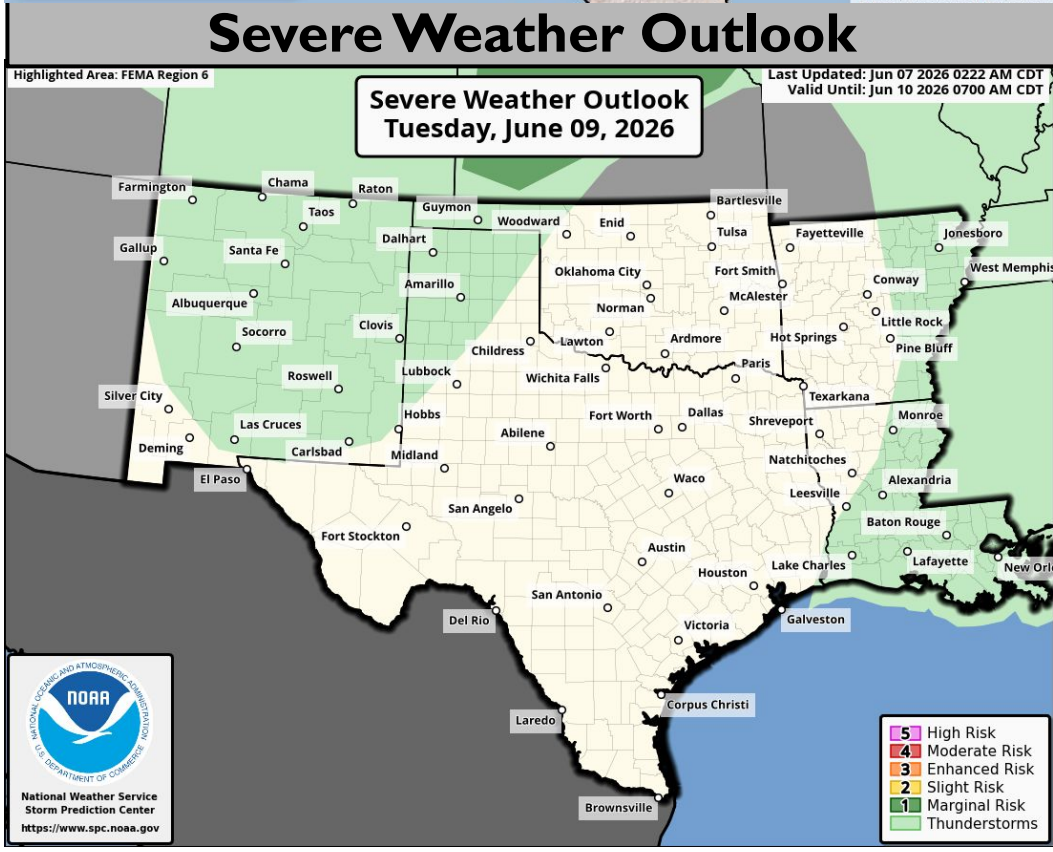 Severe Weather Outlook
Highlighted Area: FEMA Region 6
Last Updated: Jun 07 2026 0222 AM CDT
Valid Until: Jun 10 2026 0700 AM CDT
Severe Weather Outlook
Tuesday, June 09, 2026
Farmington
Chama
Raton
Taos
Guymon
Woodward
Enid
Bartlesville
Tulsa
Fayetteville
Jonesboro
Gallup
Santa Fe
Dalhart
Oklahoma City
Fort Smith
Conway
West Memphis
Albuquerque
Amarillo
Norman
McAlester
Little Rock
Socorro
Clovis
Childress
Lawton
Ardmore
Hot Springs
Pine Bluff
Roswell
Lubbock
Wichita Falls
Paris
Texarkana
Silver City
Las Cruces
Hobbs
Fort Worth
Dallas
Shreveport
Monroe
Deming
Carlsbad
Midland
Abilene
Natchitoches
El Paso
Waco
Leesville
Alexandria
San Angelo
Baton Rouge
Fort Stockton
Austin
Houston
Lake Charles
Lafayette
New Orl
San Antonio
Del Rio
Victoria
Galveston
Laredo
Corpus Christi
Brownsville
NATIONAL OCEANIC AND ATMOSPHERIC ADMINISTRATION
NOAA
U.S. DEPARTMENT OF COMMERCE
National Weather Service
Storm Prediction Center
https://www.spc.noaa.gov
5 High Risk
4 Moderate Risk
3 Enhanced Risk
2 Slight Risk
1 Marginal Risk
Thunderstorms